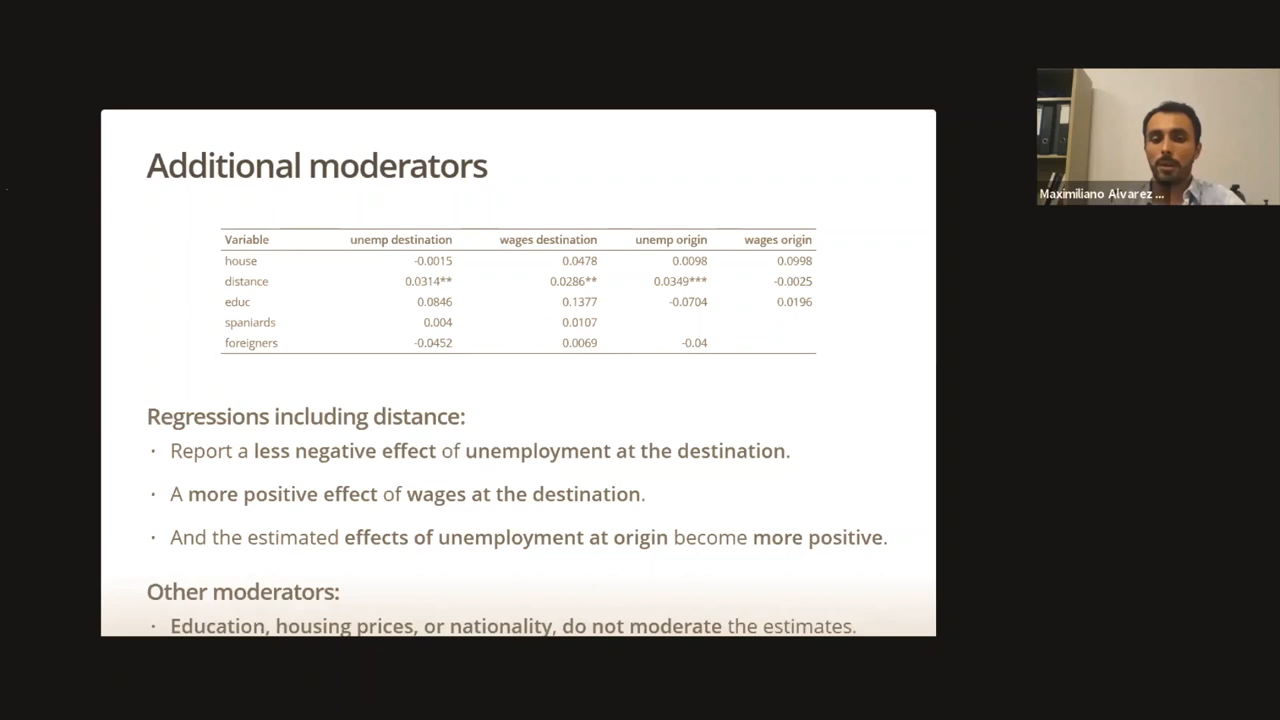 Additional moderators
Variable unemp destination wages destination unemp origin wages origin
house -0.0015 0.0478 0.0098 0.0998
distance 0.0314** 0.0286** 0.0349*** -0.0025
educ 0.0846 0.1377 -0.0704 0.0196
spaniards 0.004 0.0107
foreigners -0.0452 0.0069 -0.04
Regressions including distance:
· Report a less negative effect of unemployment at the destination.
· A more positive effect of wages at the destination.
· And the estimated effects of unemployment at origin become more positive.
Other moderators:
· Education, housing prices, or nationality, do not moderate the estimates.
Maximiliano Alvarez ...